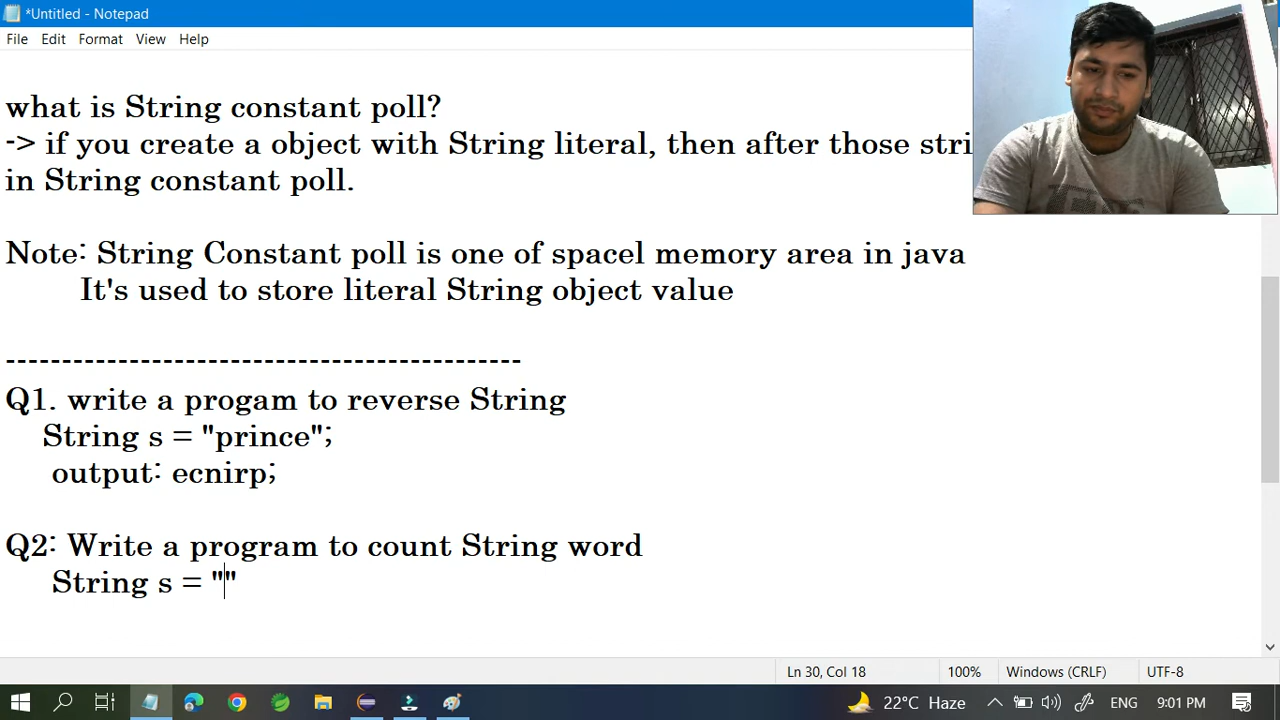 *Untitled - Notepad
File Edit Format View Help
what is String constant poll?
-> if you create a object with String literal, then after those stri
in String constant poll.
Note: String Constant poll is one of spacel memory area in java
It's used to store literal String object value
----------------------------------------------
Q1. write a progam to reverse String
String s = "prince";
output: ecnirp;
Q2: Write a program to count String word
String s = ""
Ln 30, Col 18 100% Windows (CRLF) UTF-8
22°C Haze ENG 9:01 PM